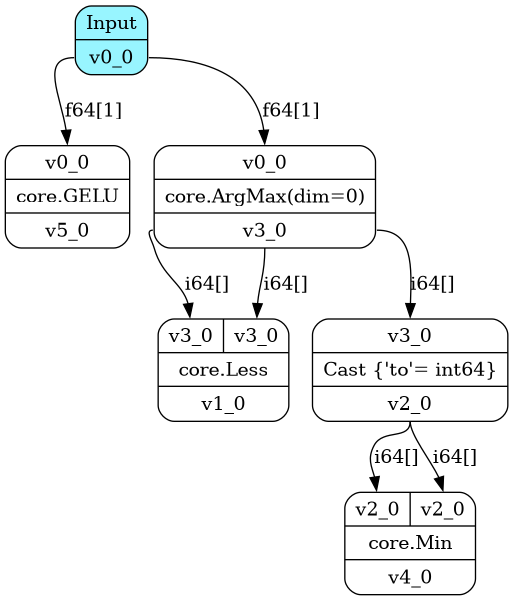 Input
v0_0
f64[1] f64[1]
v0_0 v0_0
core.GELU core.ArgMax(dim=0)
v5_0 v3_0
i64[] i64[] i64[]
v3_0 v3_0 v3_0
core.Less Cast {'to'= int64}
v1_0 v2_0
i64[] i64[]
v2_0 v2_0
core.Min
v4_0